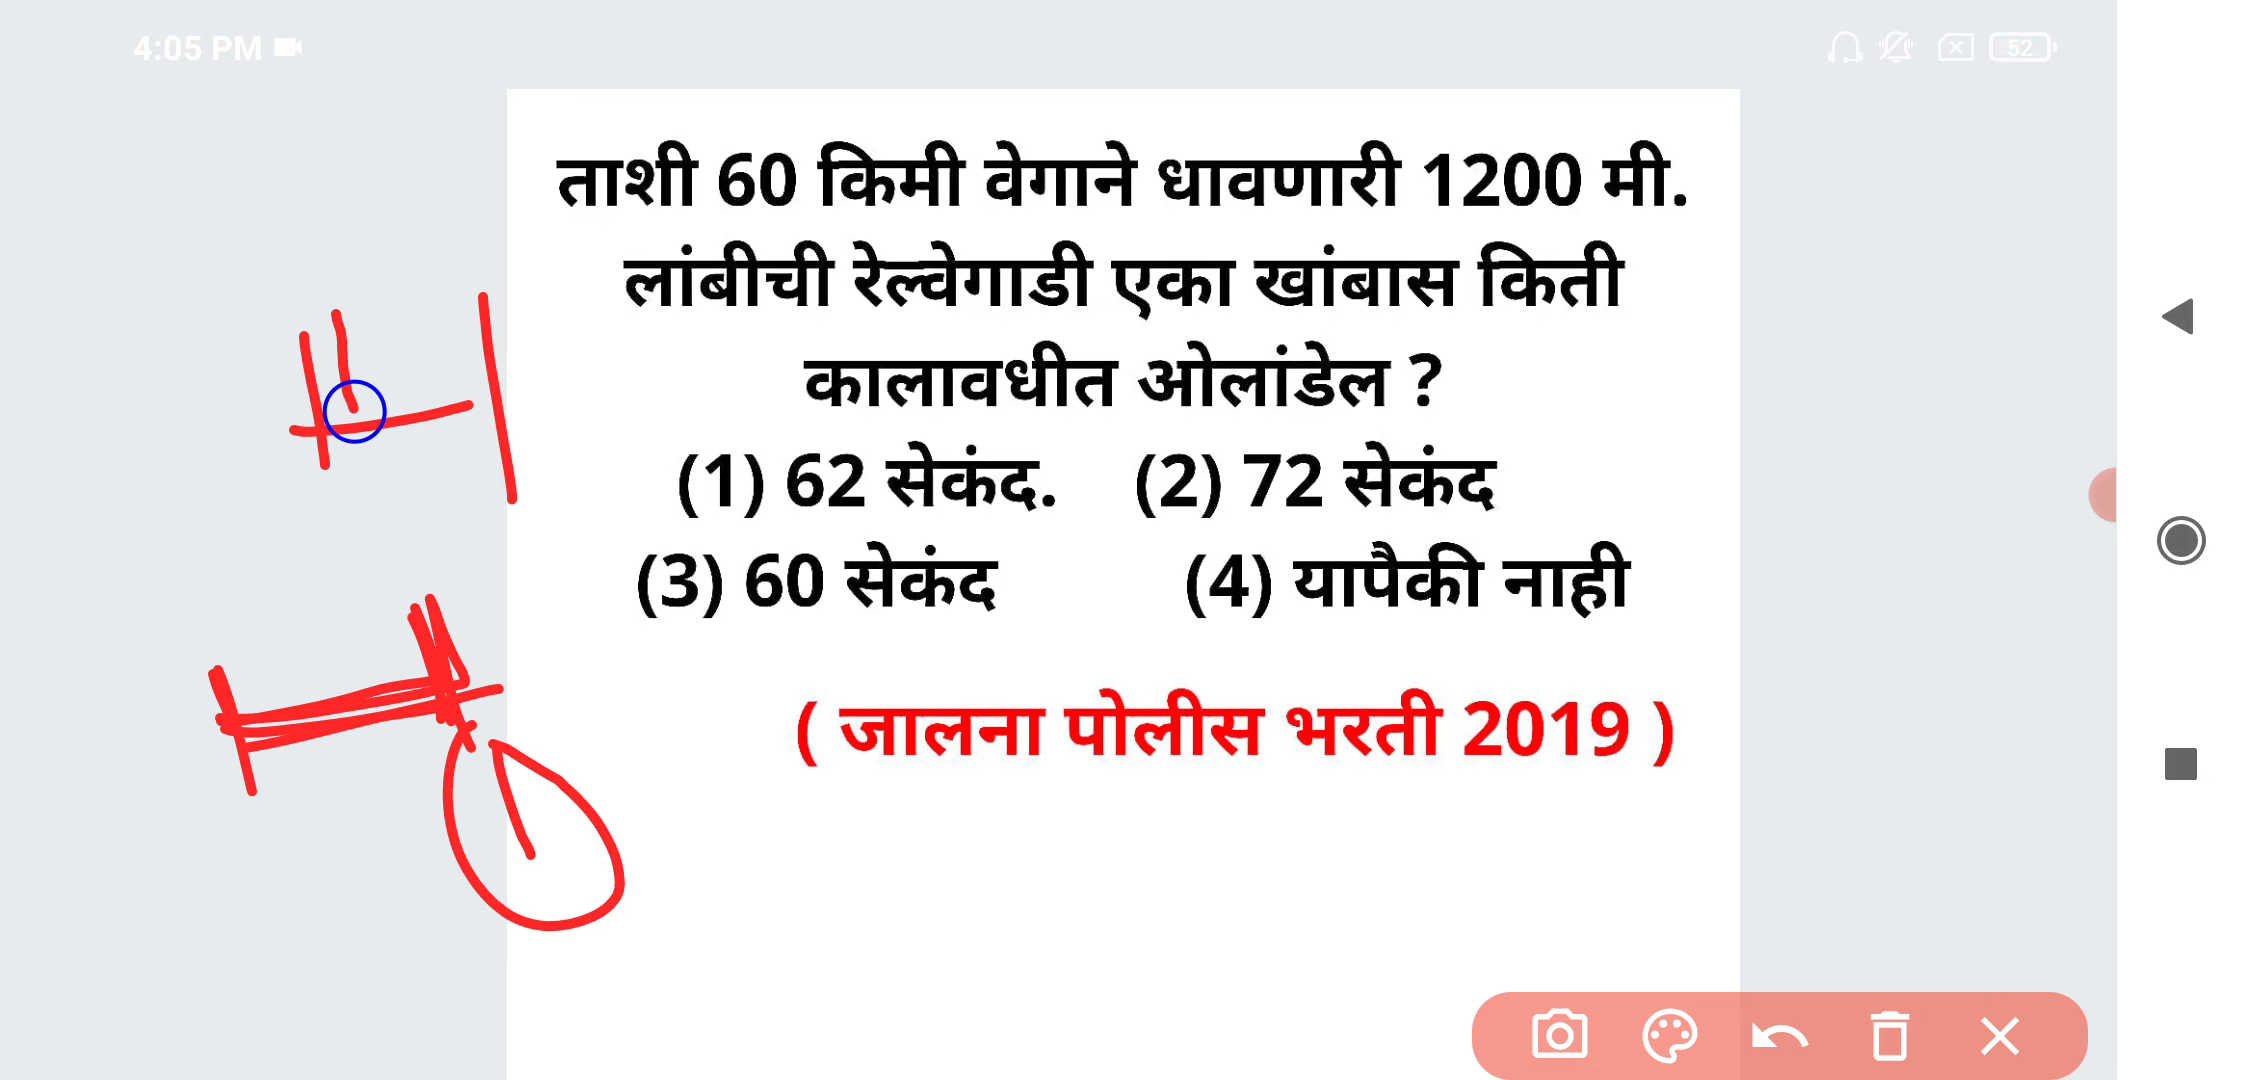 4:05 PM
52
ताशी 60 किमी वेगाने धावणारी 1200 मी.
लांबीची रेल्वेगाडी एका खांबास किती
कालावधीत ओलांडेल ?
(1) 62 सेकंद. (2) 72 सेकंद
(3) 60 सेकंद (4) यापैकी नाही
( जालना पोलीस भरती 2019 )